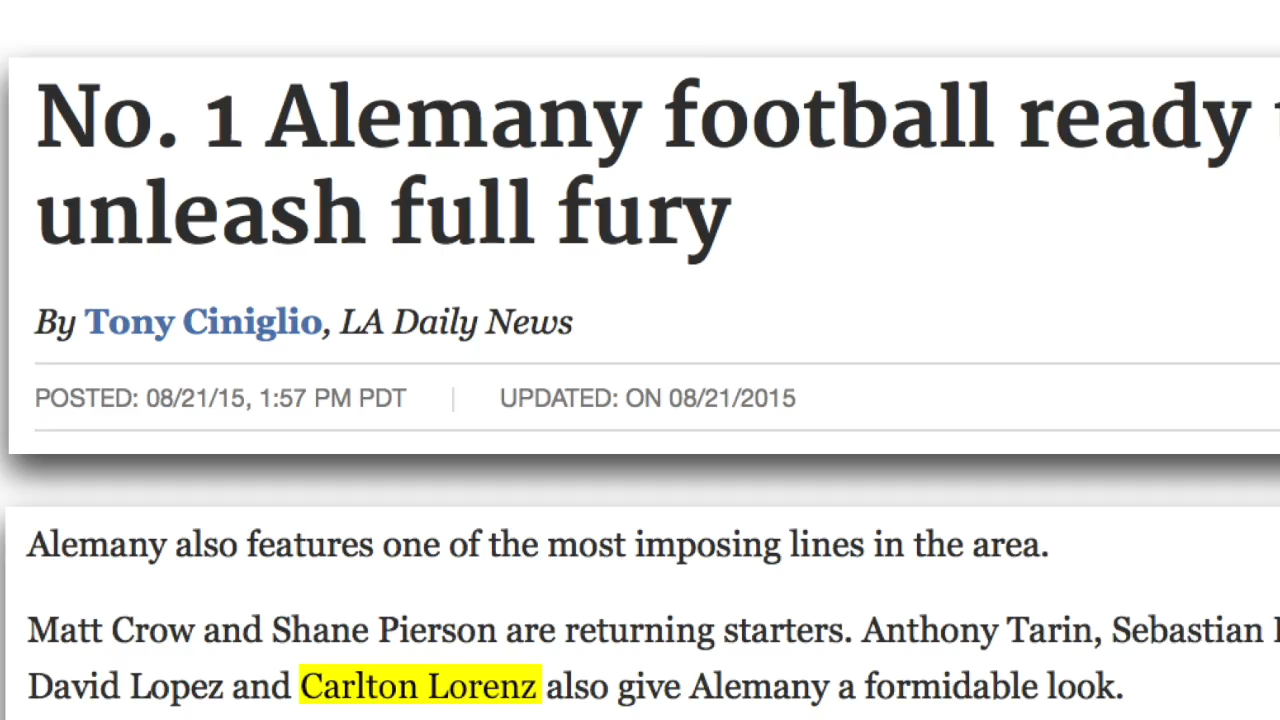 No. 1 Alemany football ready
unleash full fury
By Tony Ciniglio, LA Daily News
POSTED: 08/21/15, 1:57 PM PDT | UPDATED: ON 08/21/2015
Alemany also features one of the most imposing lines in the area.
Matt Crow and Shane Pierson are returning starters. Anthony Tarin, Sebastian
David Lopez and Carlton Lorenz also give Alemany a formidable look.